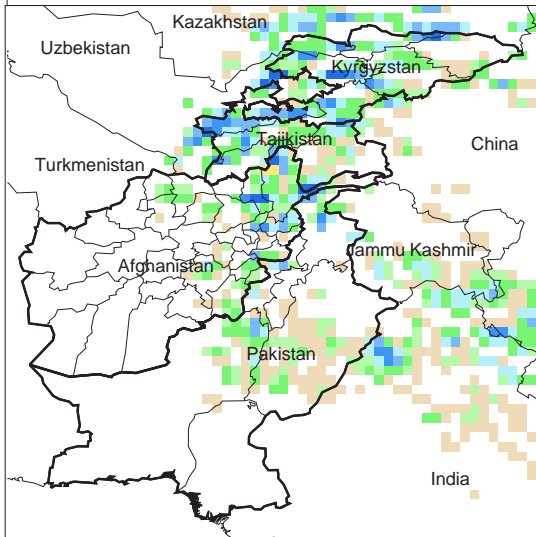 Kazakhstan
Uzbekistan
Kyrgyzstan
Tajikistan
China
Turkmenistan
Jammu Kashmir
Afghanistan
Pakistan
India